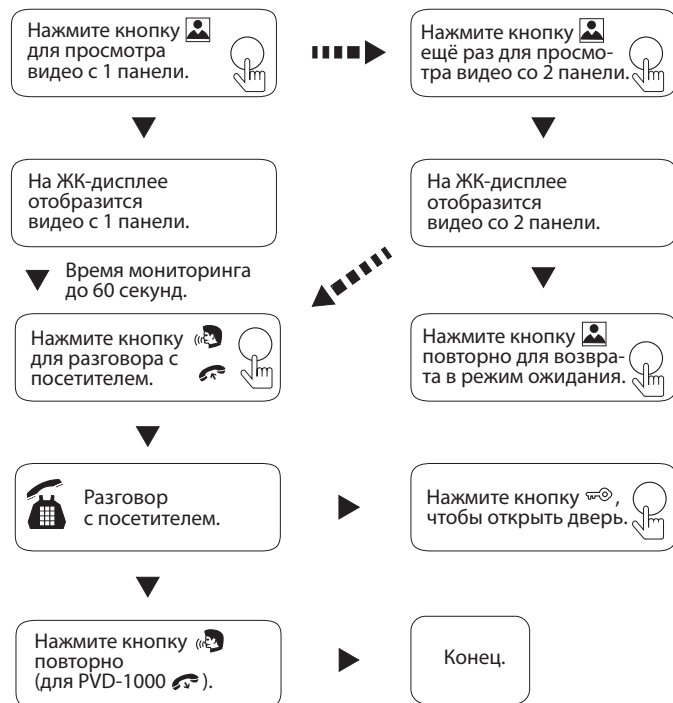 Нажмите кнопку
для просмотра
видео с 1 панели.
Нажмите кнопку
ещё раз для просмо-
тра видео со 2 панели.
На ЖК-дисплее
отобразится
видео с 1 панели.
На ЖК-дисплее
отобразится
видео со 2 панели.
Время мониторинга
до 60 секунд.
Нажмите кнопку
для разговора с
посетителем.
Нажмите кнопку
повторно для возвра-
та в режим ожидания.
Разговор
с посетителем.
Нажмите кнопку ,
чтобы открыть дверь.
Нажмите кнопку
повторно
(для PVD-1000 ).
Конец.